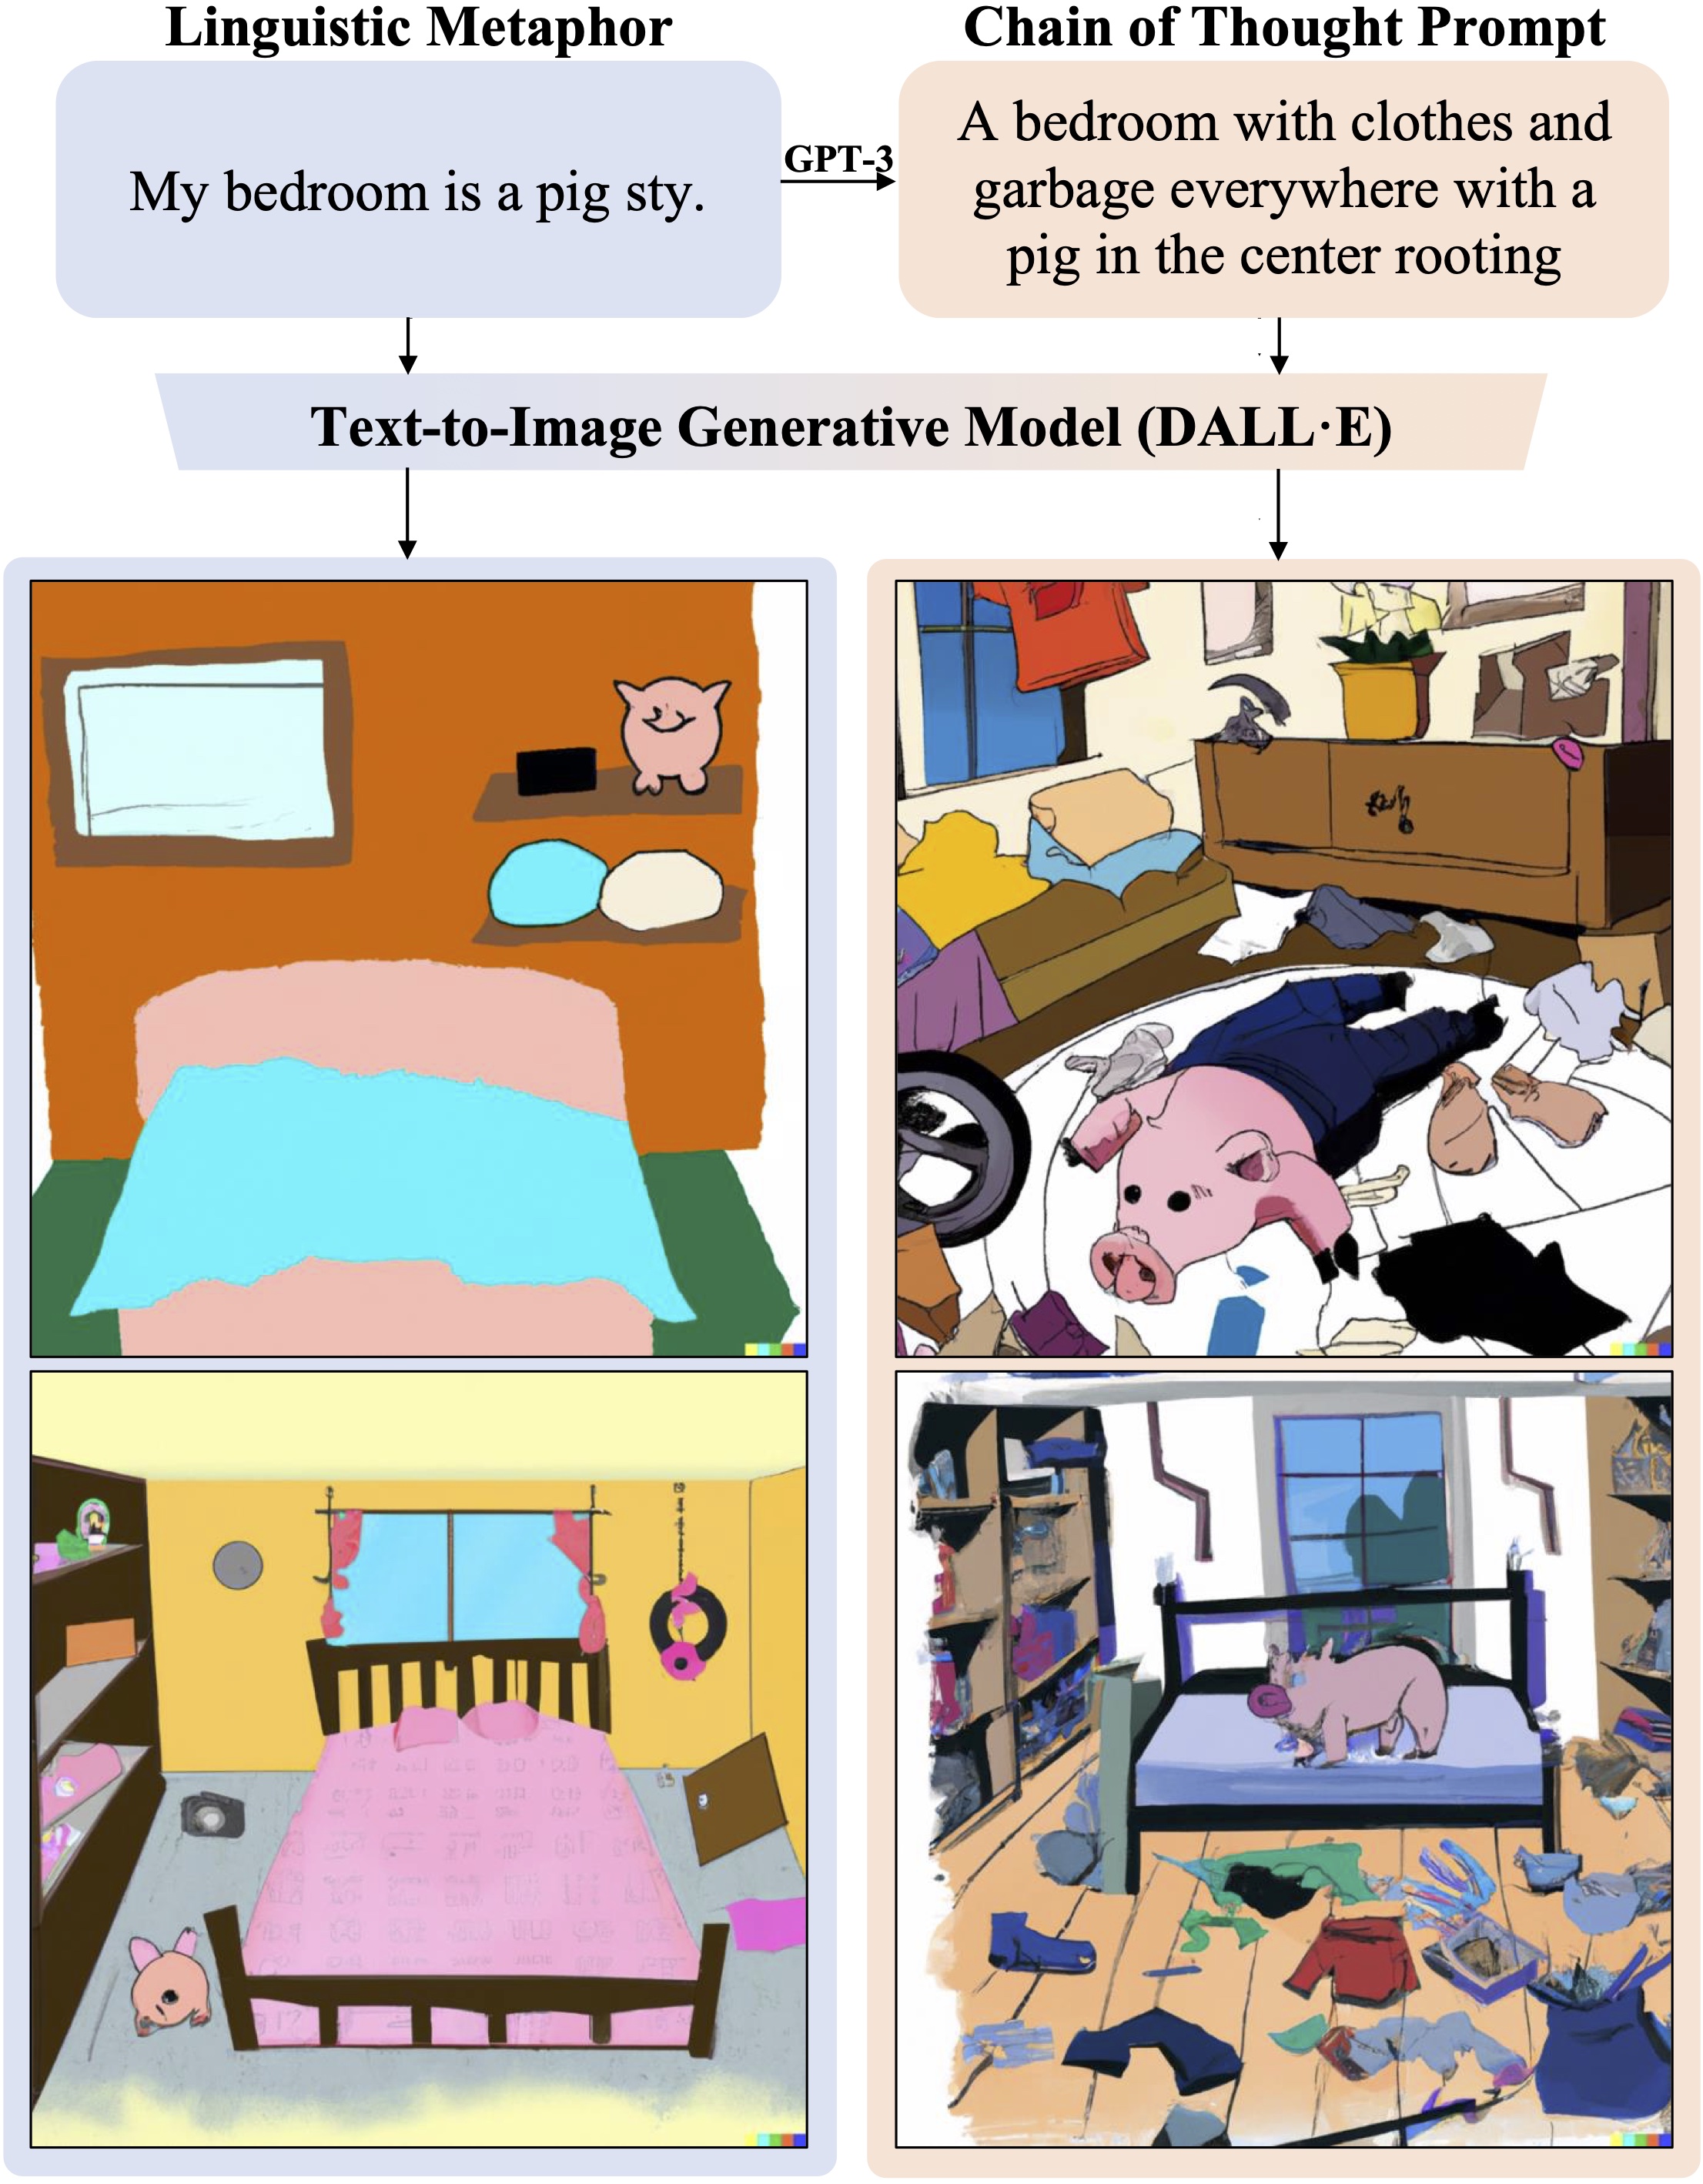 Linguistic Metaphor
Chain of Thought Prompt
My bedroom is a pig sty.
GPT-3
A bedroom with clothes and
garbage everywhere with a
pig in the center rooting
Text-to-Image Generative Model (DALL·E)